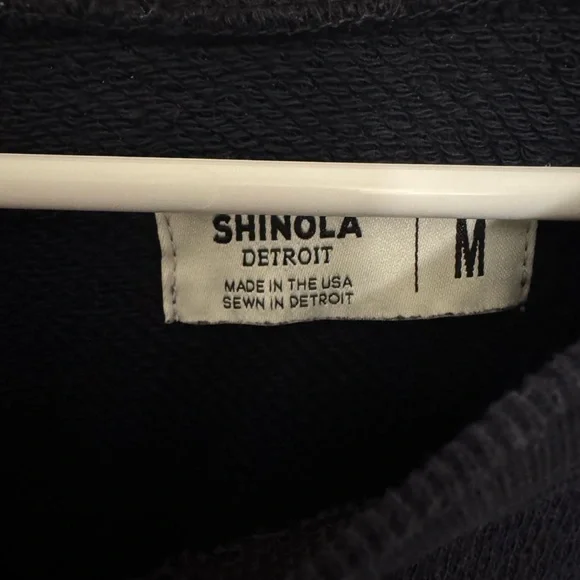 SHINOLA
DETROIT
MADE IN THE USA
SEWN IN DETROIT
M